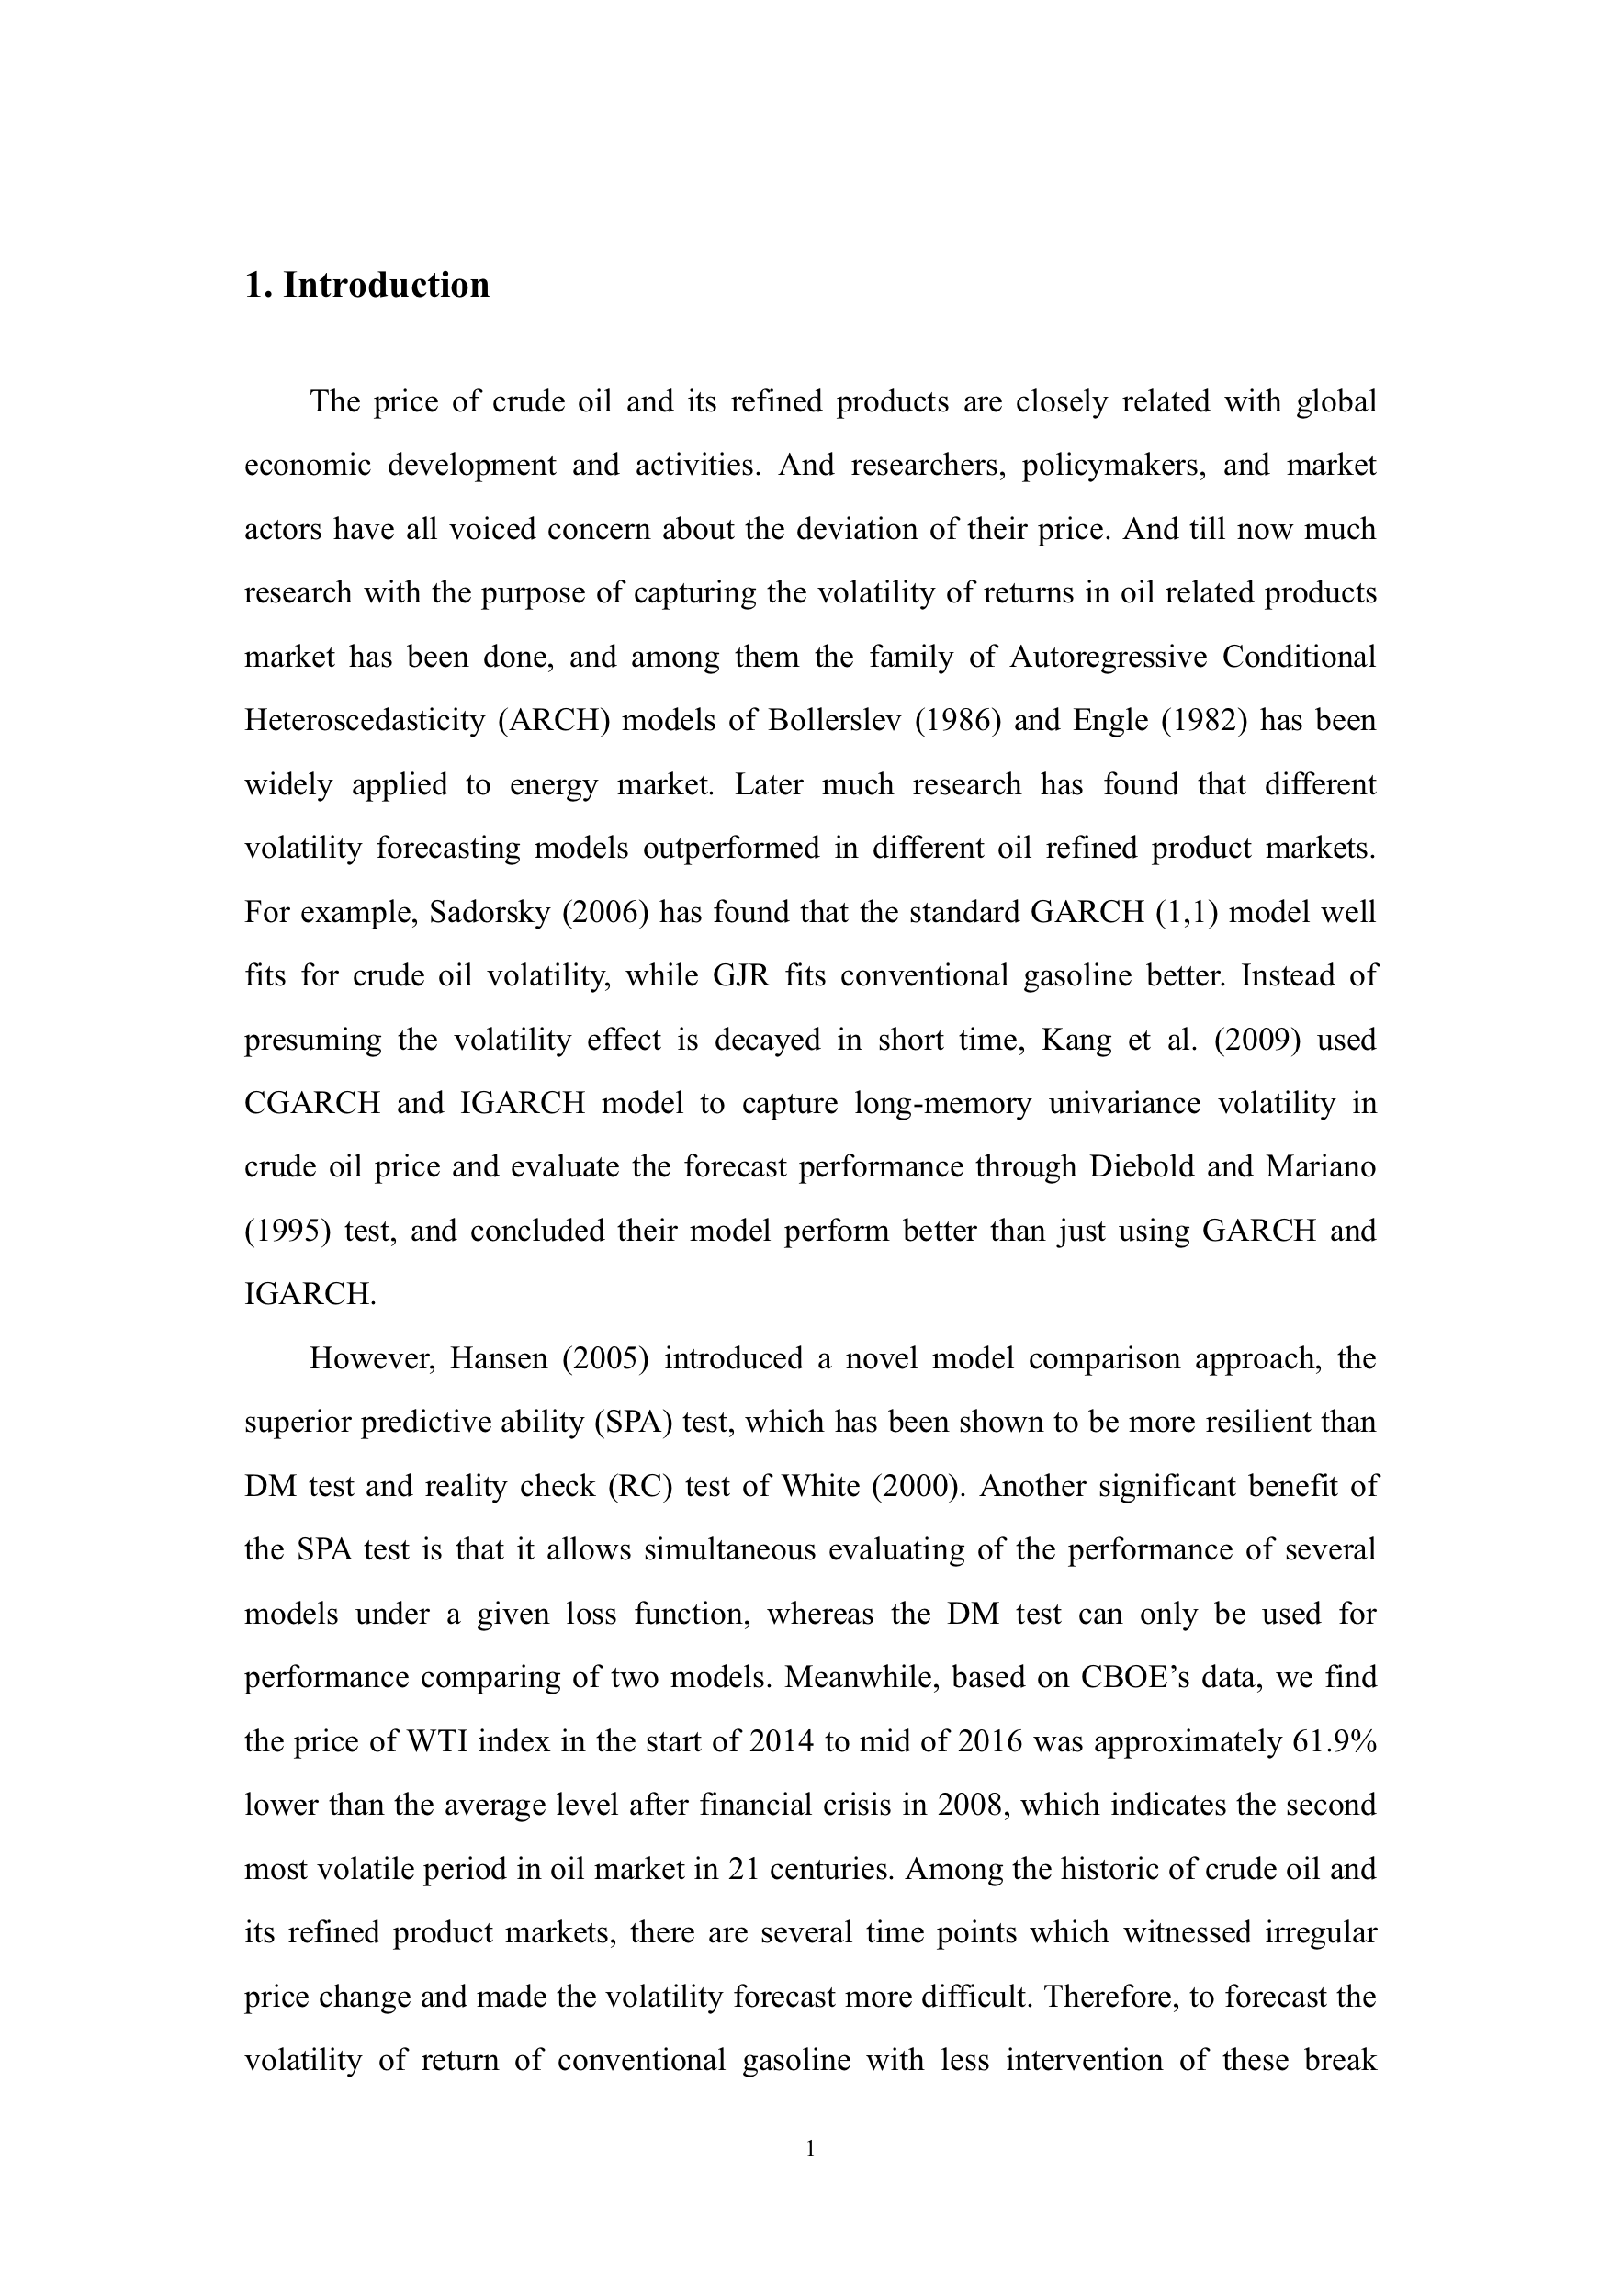 1. Introduction
The price of crude oil and its refined products are closely related with global
economic development and activities. And researchers, policymakers, and market
actors have all voiced concern about the deviation of their price. And till now much
research with the purpose of capturing the volatility of returns in oil related products
market has been done, and among them the family of Autoregressive Conditional
Heteroscedasticity (ARCH) models of Bollerslev (1986) and Engle (1982) has been
widely applied to energy market. Later much research has found that different
volatility forecasting models outperformed in different oil refined product markets.
For example, Sadorsky (2006) has found that the standard GARCH (1,1) model well
fits for crude oil volatility, while GJR fits conventional gasoline better. Instead of
presuming the volatility effect is decayed in short time, Kang et al. (2009) used
CGARCH and IGARCH model to capture long-memory univariance volatility in
crude oil price and evaluate the forecast performance through Diebold and Mariano
(1995) test, and concluded their model perform better than just using GARCH and
IGARCH.
However, Hansen (2005) introduced a novel model comparison approach, the
superior predictive ability (SPA) test, which has been shown to be more resilient than
DM test and reality check (RC) test of White (2000). Another significant benefit of
the SPA test is that it allows simultaneous evaluating of the performance of several
models under a given loss function, whereas the DM test can only be used for
performance comparing of two models. Meanwhile, based on CBOE’s data, we find
the price of WTI index in the start of 2014 to mid of 2016 was approximately 61.9%
lower than the average level after financial crisis in 2008, which indicates the second
most volatile period in oil market in 21 centuries. Among the historic of crude oil and
its refined product markets, there are several time points which witnessed irregular
price change and made the volatility forecast more difficult. Therefore, to forecast the
volatility of return of conventional gasoline with less intervention of these break
1